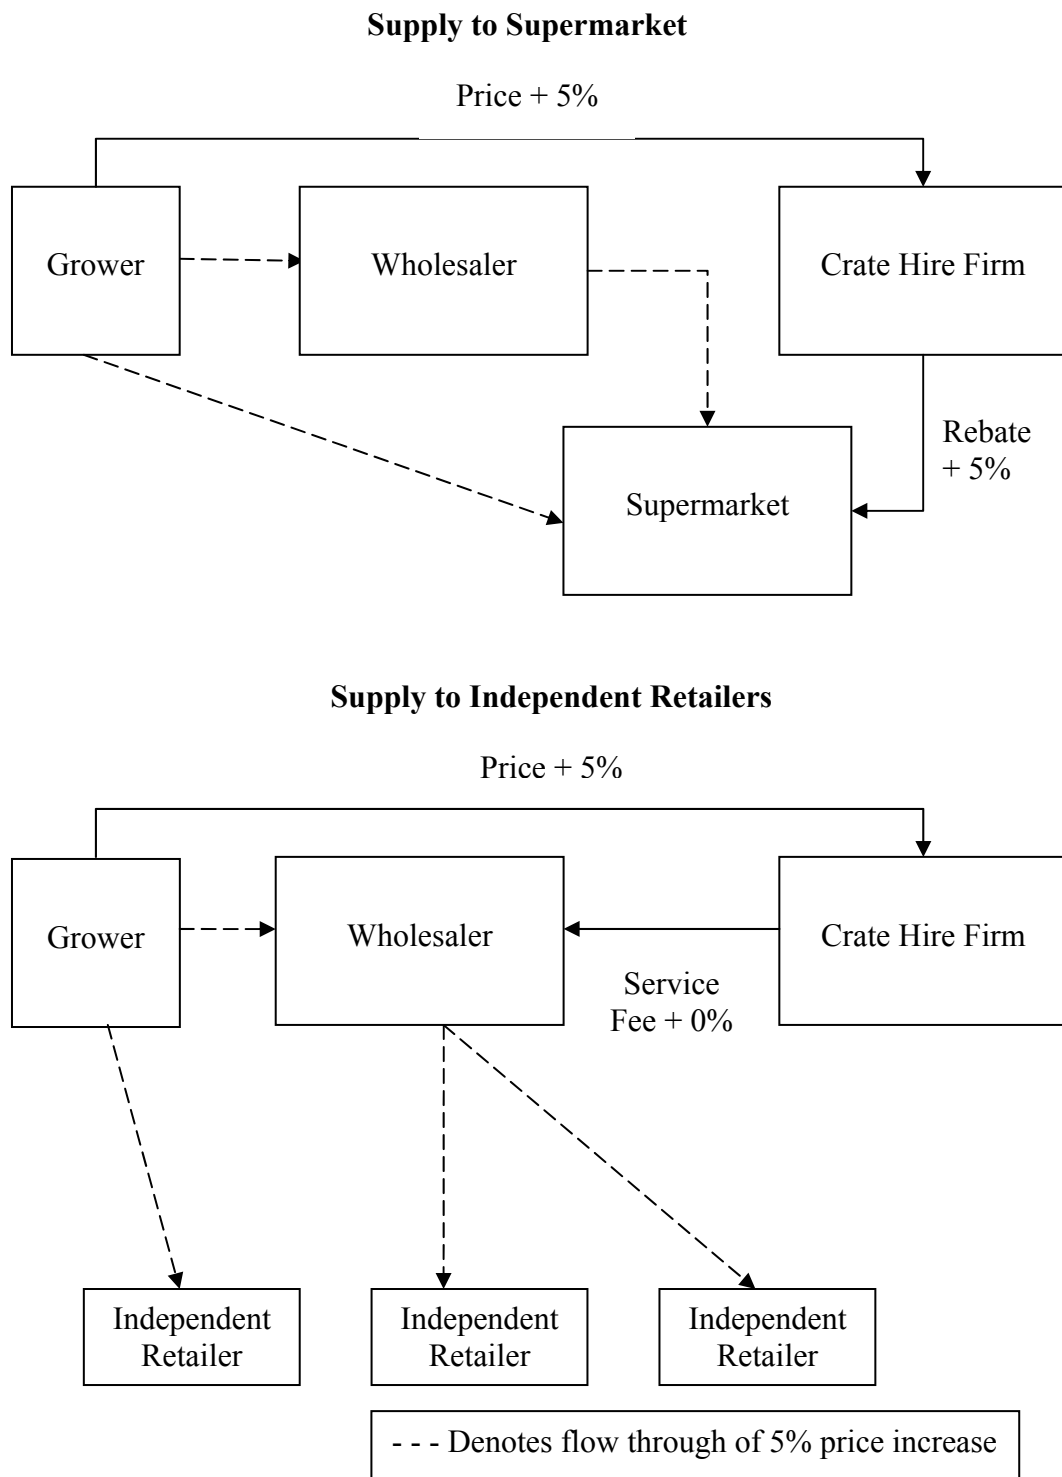 Supply to Supermarket
Price + 5%
Grower
Wholesaler
Crate Hire Firm
Rebate
+ 5%
Supermarket
Supply to Independent Retailers
Price + 5%
Grower
Wholesaler
Crate Hire Firm
Service
Fee + 0%
Independent
Retailer
Independent
Retailer
Independent
Retailer
- - - Denotes flow through of 5% price increase